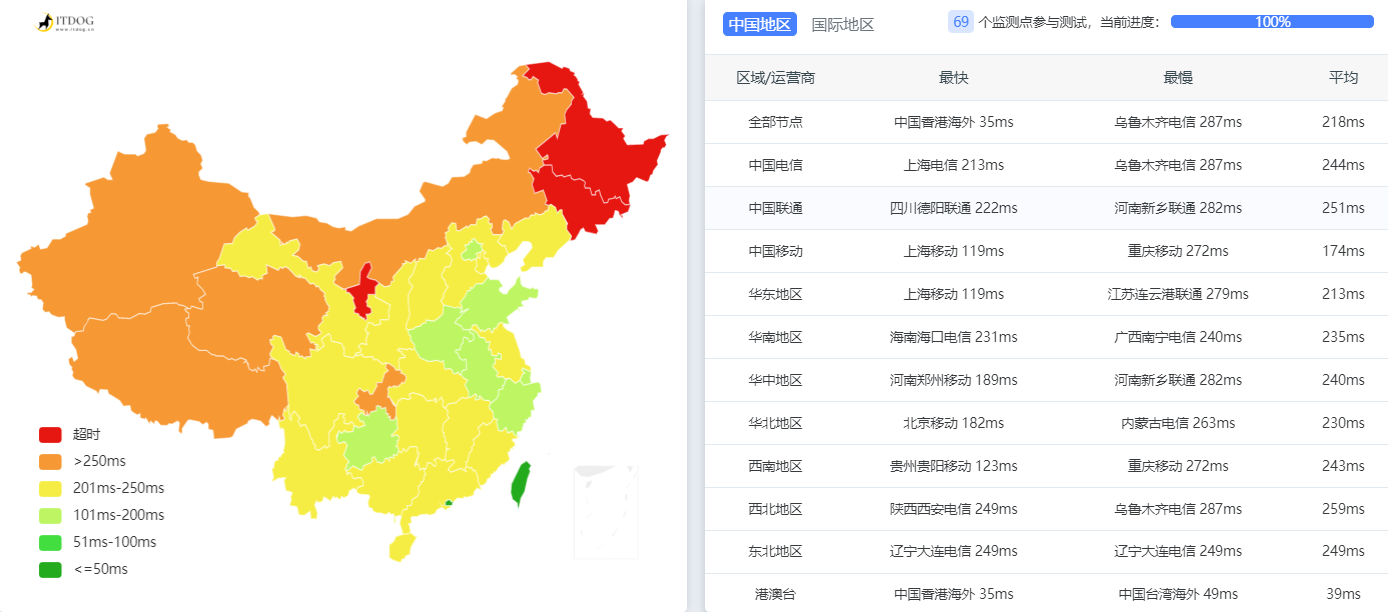 ITDOG
www.itdog.cn
超时
>250ms
201ms-250ms
101ms-200ms
51ms-100ms
<=50ms
中国地区 国际地区 69 个监测点参与测试，当前进度： 100%
区域/运营商 最快 最慢 平均
全部节点 中国香港海外 35ms 乌鲁木齐电信 287ms 218ms
中国电信 上海电信 213ms 乌鲁木齐电信 287ms 244ms
中国联通 四川德阳联通 222ms 河南新乡联通 282ms 251ms
中国移动 上海移动 119ms 重庆移动 272ms 174ms
华东地区 上海移动 119ms 江苏连云港联通 279ms 213ms
华南地区 海南海口电信 231ms 广西南宁电信 240ms 235ms
华中地区 河南郑州移动 189ms 河南新乡联通 282ms 240ms
华北地区 北京移动 182ms 内蒙古电信 263ms 230ms
西南地区 贵州贵阳移动 123ms 重庆移动 272ms 243ms
西北地区 陕西西安电信 249ms 乌鲁木齐电信 287ms 259ms
东北地区 辽宁大连电信 249ms 辽宁大连电信 249ms 249ms
港澳台 中国香港海外 35ms 中国台湾海外 49ms 39ms